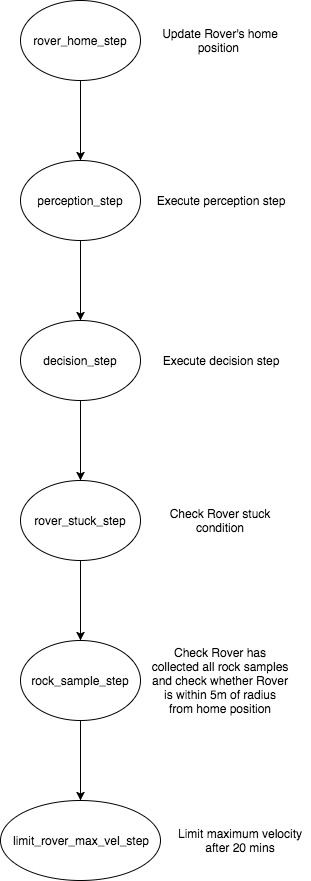 rover_home_step
Update Rover's home
position
perception_step
Execute perception step
decision_step
Execute decision step
rover_stuck_step
Check Rover stuck
condition
rock_sample_step
Check Rover has
collected all rock samples
and check whether Rover
is within 5m of radius
from home position
limit_rover_max_vel_step
Limit maximum velocity
after 20 mins